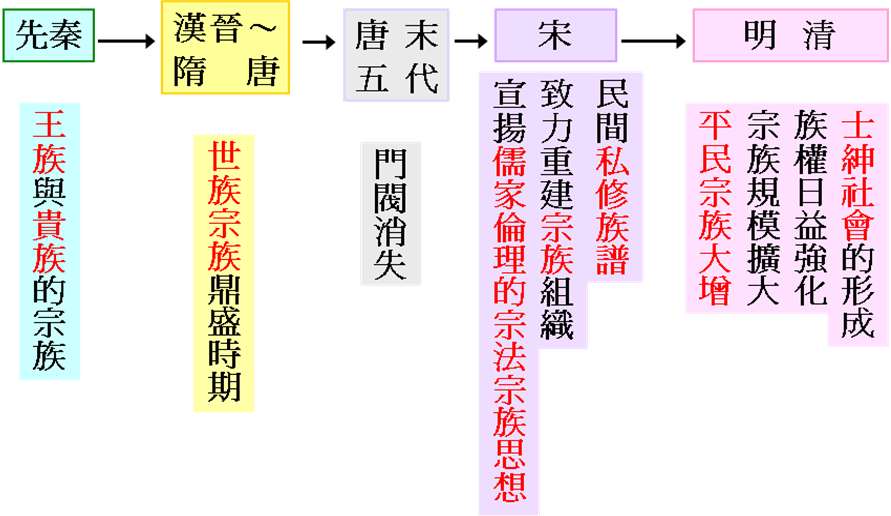 先秦
漢晉～
隋唐
唐末
五代
宋
明清
王族與貴族的宗族
世族宗族鼎盛時期
門閥消失
民間私修族譜
致力重建宗族組織
宣揚儒家倫理的宗法宗族思想
士紳社會的形成
族權日益強化
宗族規模擴大
平民宗族大增